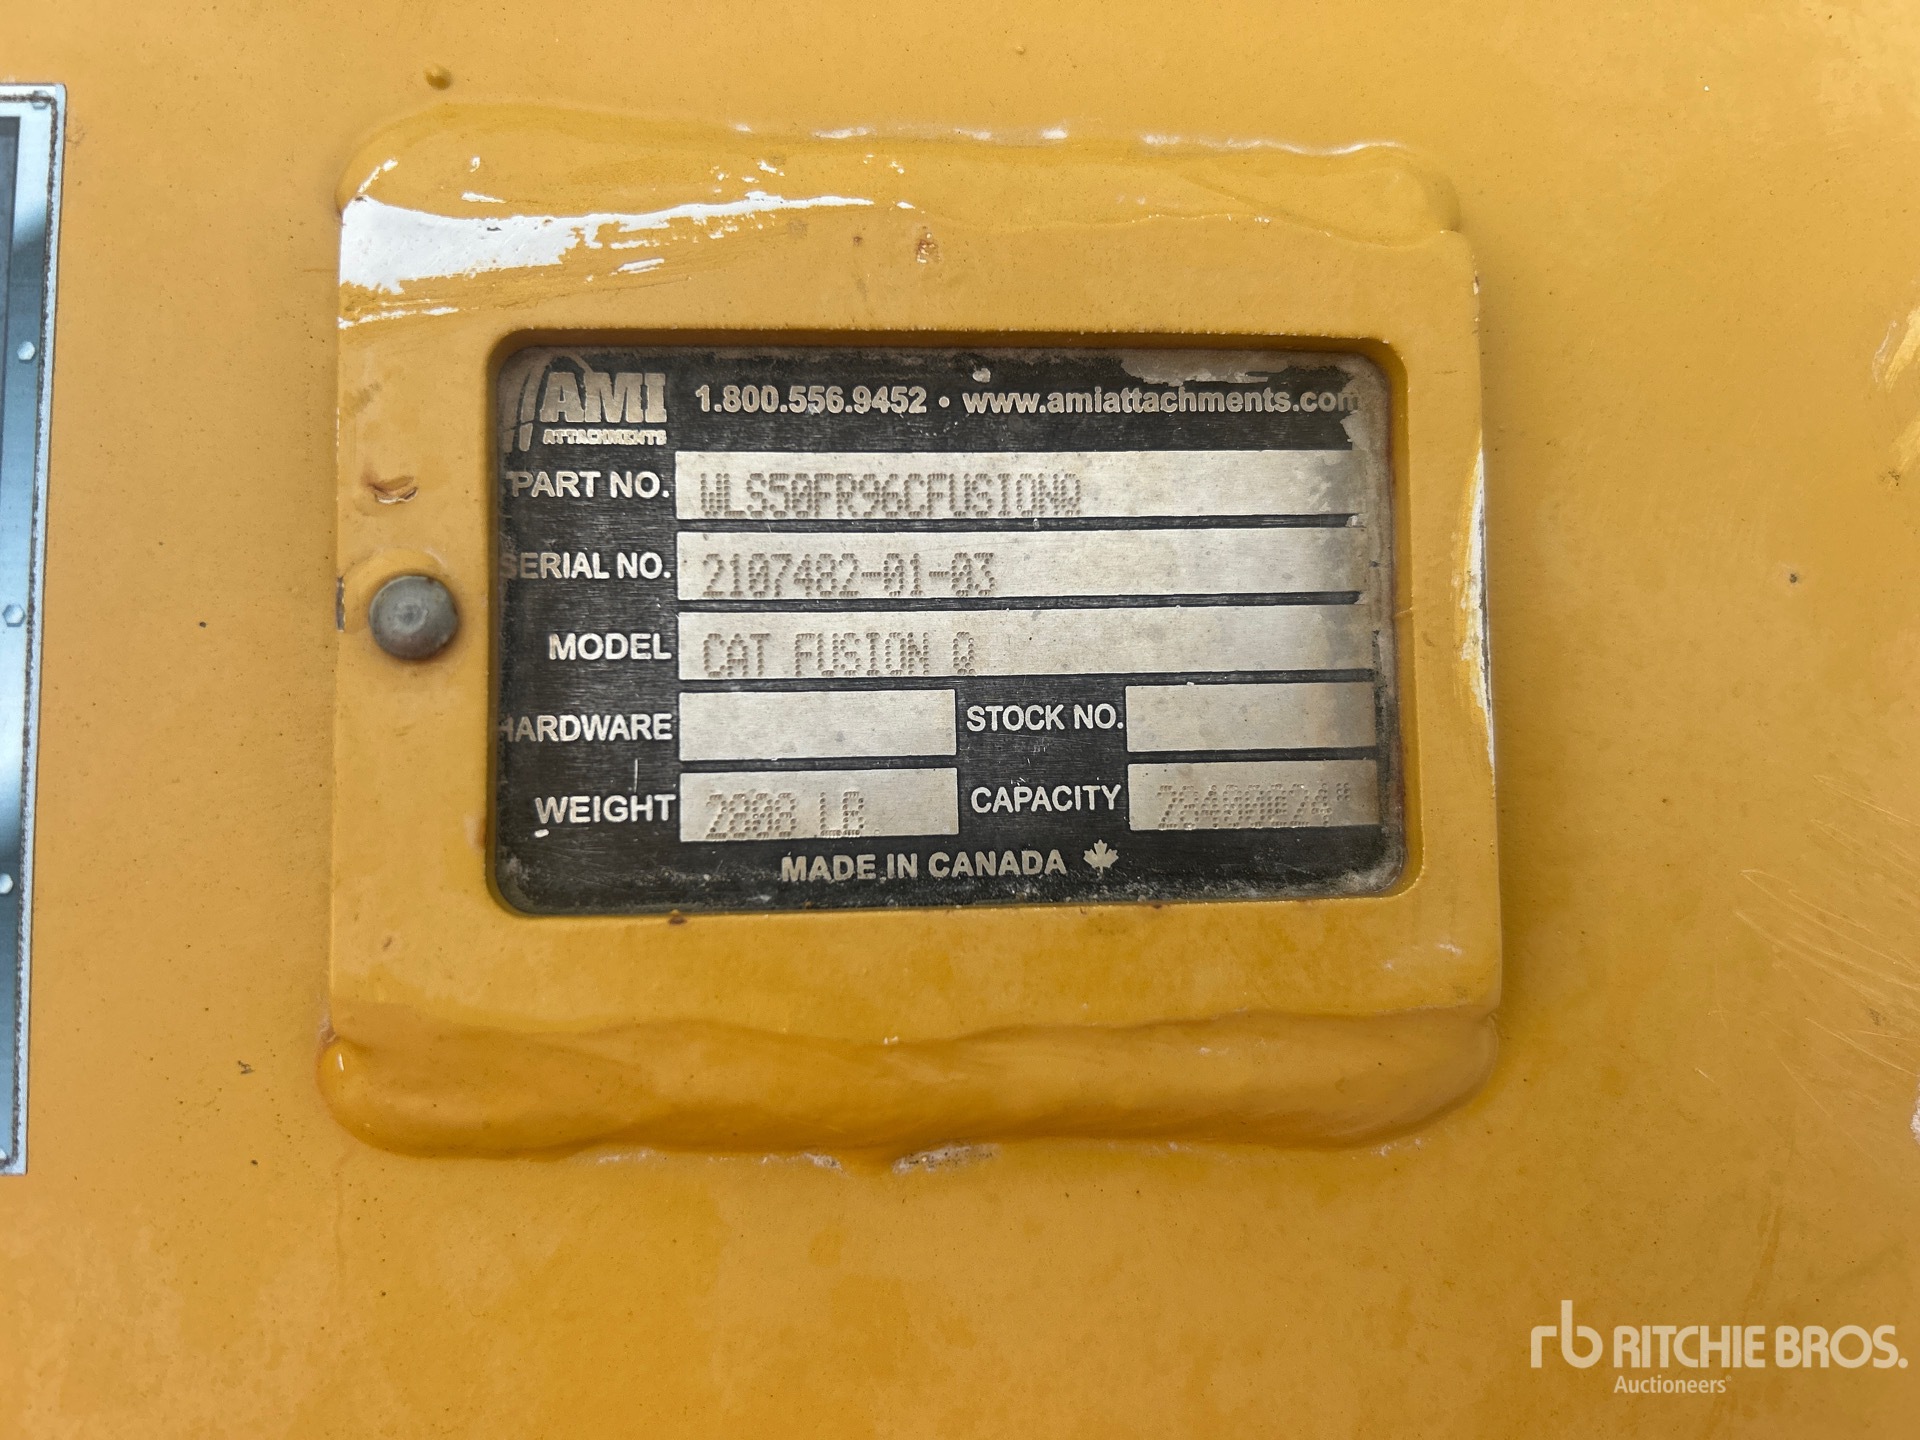 AMI
ATTACHMENTS
1.800.556.9452 • www.amiattachments.com
PART NO. WLS50FR96CFUSIONQ
SERIAL NO. 2107482-01-03
MODEL CAT FUSION Q
HARDWARE STOCK NO.
WEIGHT LB CAPACITY
MADE IN CANADA
rb RITCHIE BROS.
Auctioneers